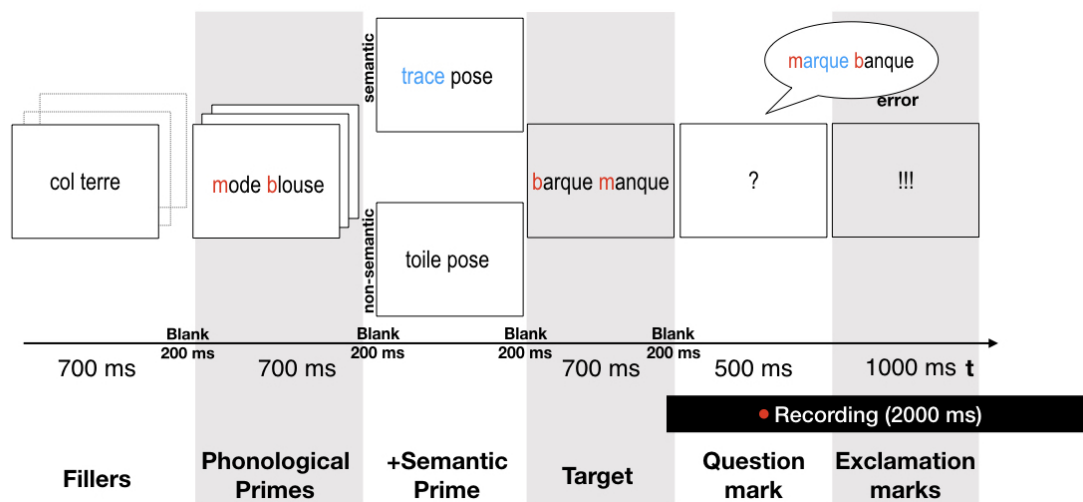 semantic
trace pose
marque banque
error
col terre
mode blouse
barque manque
?
!!!
non-semantic
toile pose
Blank
200 ms
Blank
200 ms
Blank
200 ms
Blank
200 ms
700 ms
700 ms
700 ms
500 ms
1000 ms t
Recording (2000 ms)
Fillers
Phonological
Primes
+Semantic
Prime
Target
Question
mark
Exclamation
marks